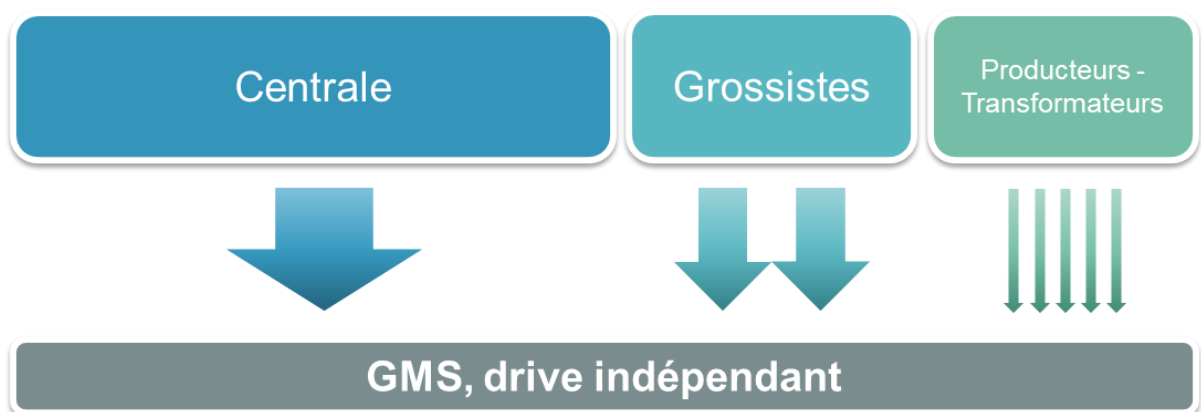 Centrale
Grossistes
Producteurs -
Transformateurs
GMS, drive indépendant